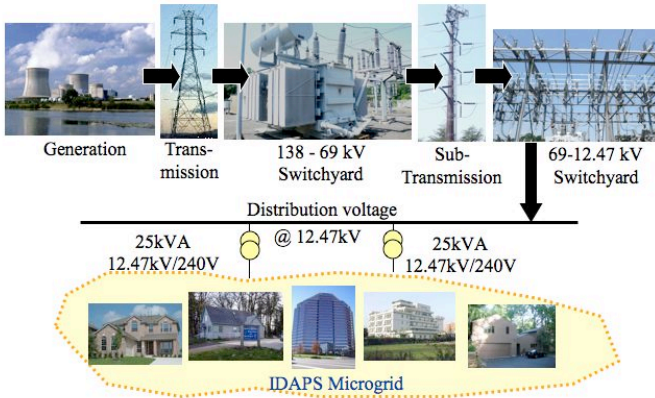 Generation
Trans-
mission
138 - 69 kV
Switchyard
Sub-
Transmission
69-12.47 kV
Switchyard
Distribution voltage
@ 12.47kV
25kVA
12.47kV/240V
25kVA
12.47kV/240V
IDAPS Microgrid